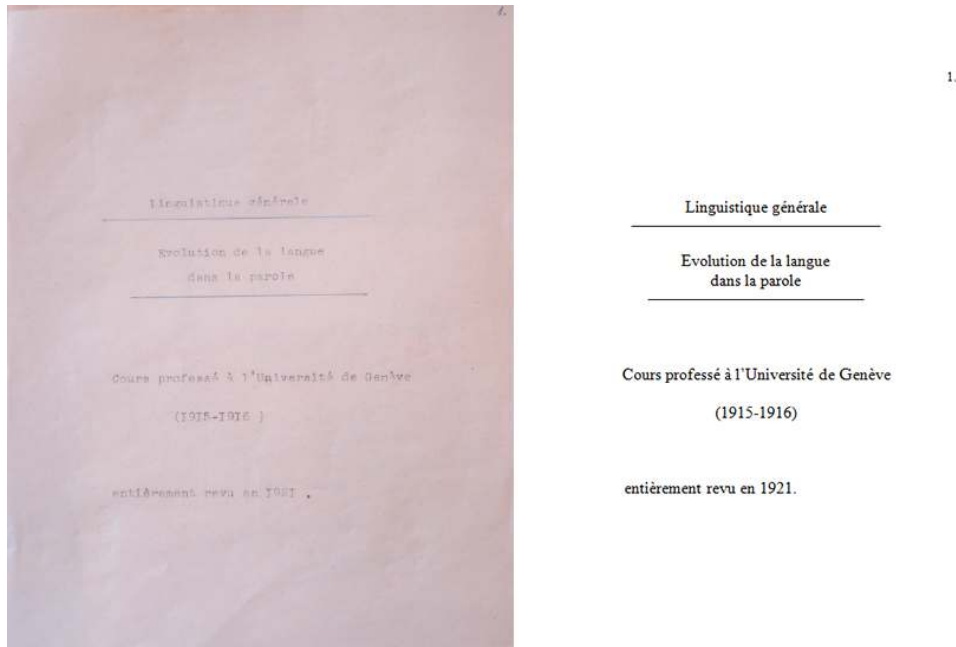 1.
Linguistique générale
Evolution de la langue
dans la parole
Cours professé à l'Université de Genève
(1915-1916 )
entièrement revu en 1921 .
1.
Linguistique générale
Evolution de la langue
dans la parole
Cours professé à l’Université de Genève
(1915-1916)
entièrement revu en 1921.